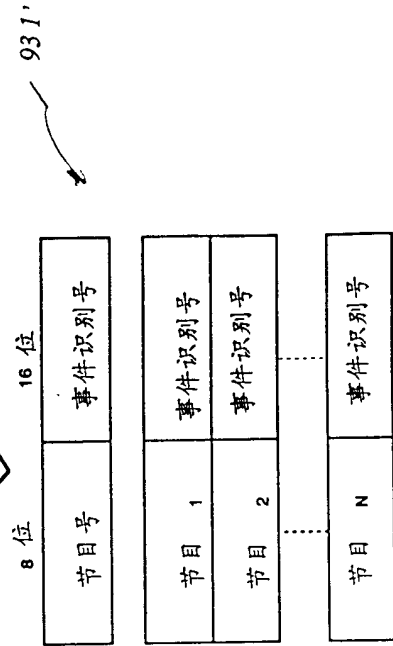 931'
8 位 16 位
节目号 事件识别号
节目 1 事件识别号
节目 2 事件识别号
节目 N 事件识别号